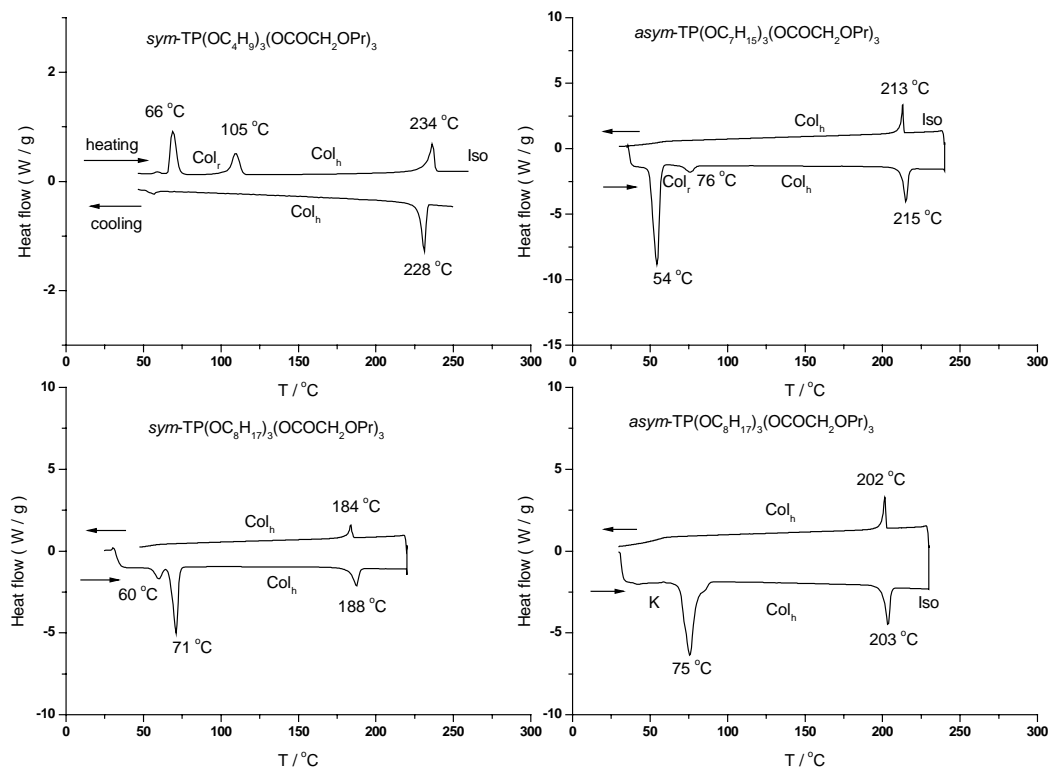 sym-TP(OC₄H₉)₃(OCOCH₂OPr)₃
66 °C
105 °C
234 °C
heating
Colᵣ
Colₕ
Iso
cooling
Colₕ
228 °C
Heat flow ( W / g )
2
0
-2
0 50 100 150 200 250 300
T / °C
asym-TP(OC₇H₁₅)₃(OCOCH₂OPr)₃
213 °C
Colₕ
Iso
Colᵣ
76 °C
Colₕ
215 °C
54 °C
Heat flow ( W / g )
10
5
0
-5
-10
-15
0 50 100 150 200 250 300
T / °C
sym-TP(OC₈H₁₇)₃(OCOCH₂OPr)₃
184 °C
Colₕ
60 °C
Colₕ
188 °C
71 °C
Heat flow ( W / g )
10
5
0
-5
-10
0 50 100 150 200 250 300
T / °C
asym-TP(OC₈H₁₇)₃(OCOCH₂OPr)₃
202 °C
Colₕ
K
Colₕ
Iso
203 °C
75 °C
Heat flow ( W / g )
10
5
0
-5
-10
0 50 100 150 200 250 300
T / °C